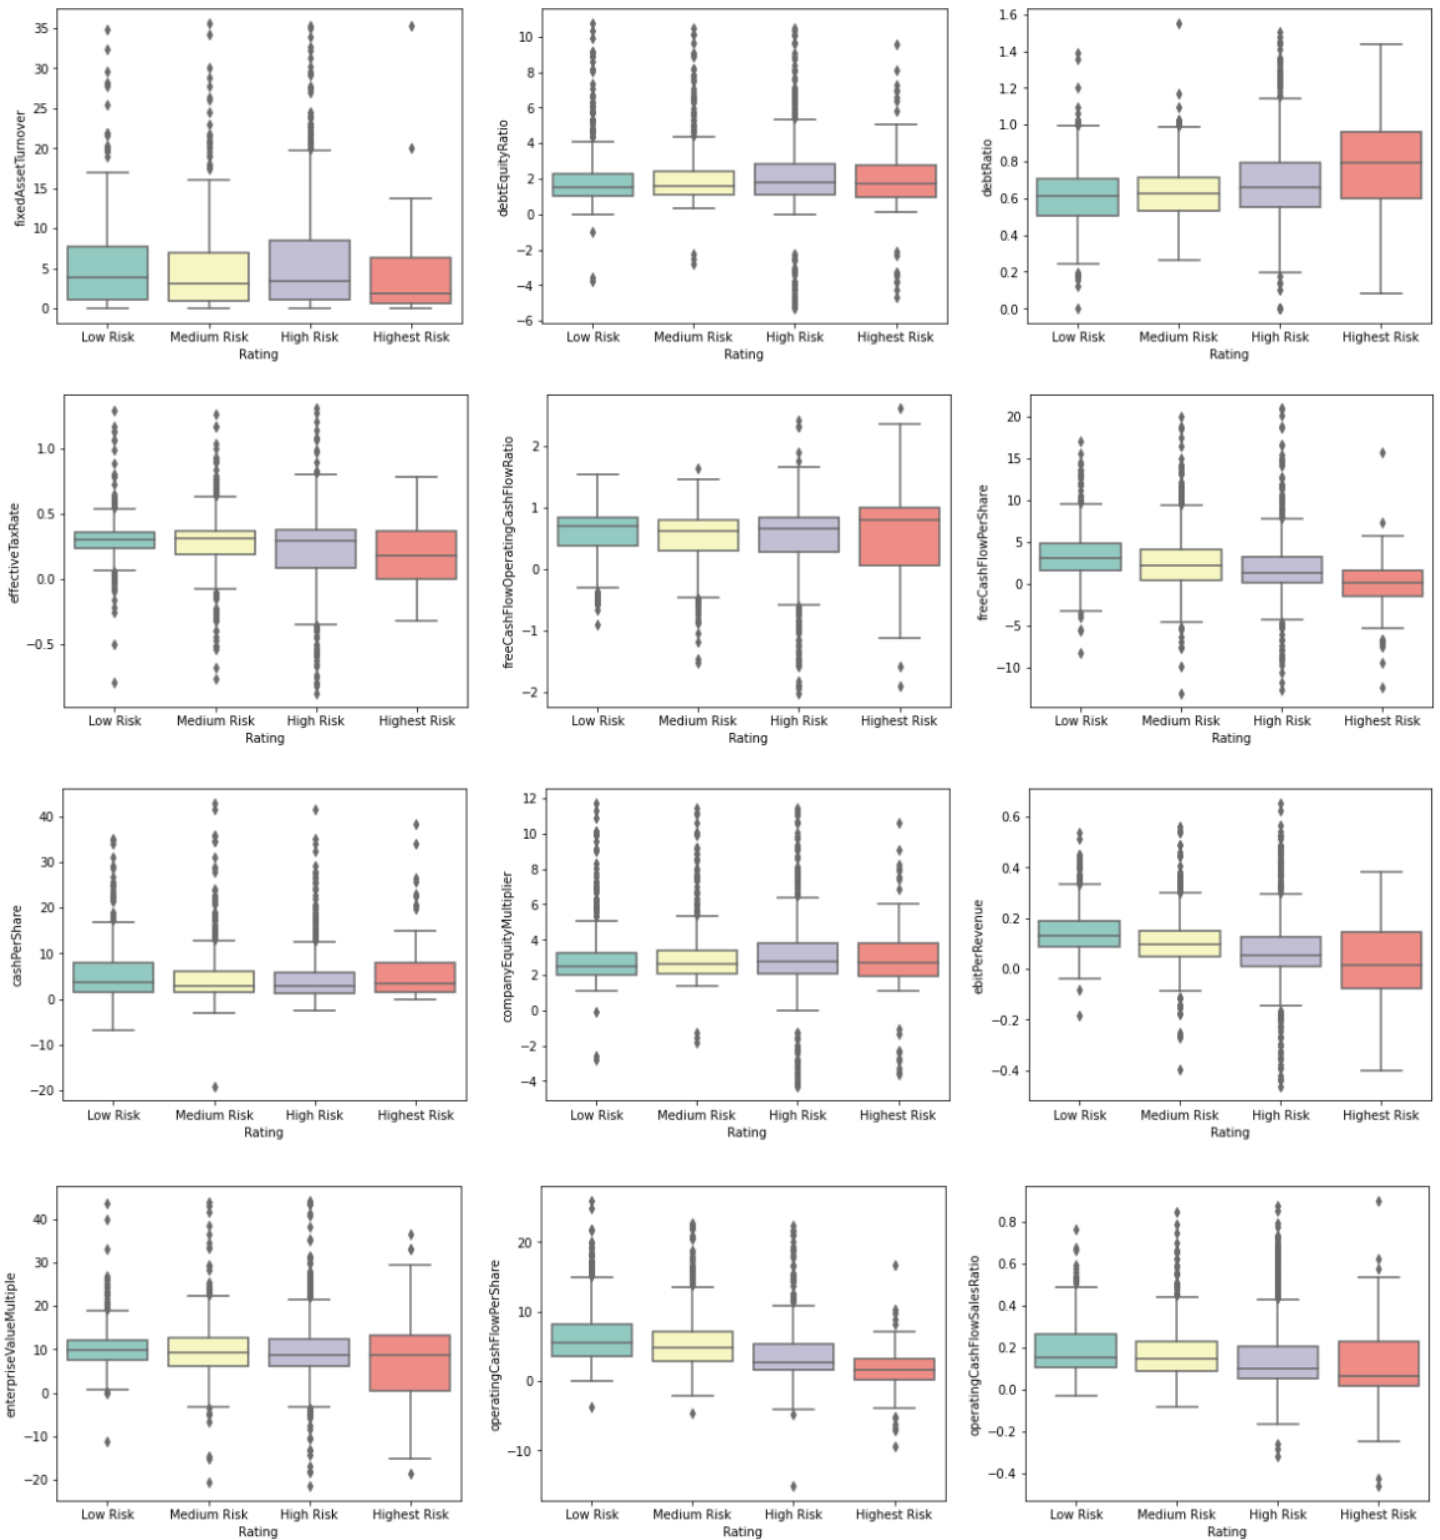 fixedAssetTurnover
35
30
25
20
15
10
5
0
Low Risk Medium Risk High Risk Highest Risk
Rating
debtEquityRatio
10
8
6
4
2
0
−2
−4
−6
Low Risk Medium Risk High Risk Highest Risk
Rating
debtRatio
1.6
1.4
1.2
1.0
0.8
0.6
0.4
0.2
0.0
Low Risk Medium Risk High Risk Highest Risk
Rating
effectiveTaxRate
1.0
0.5
0.0
−0.5
Low Risk Medium Risk High Risk Highest Risk
Rating
freeCashFlowOperatingCashFlowRatio
2
1
0
−1
−2
Low Risk Medium Risk High Risk Highest Risk
Rating
freeCashFlowPerShare
20
15
10
5
0
−5
−10
Low Risk Medium Risk High Risk Highest Risk
Rating
cashPerShare
40
30
20
10
0
−10
−20
Low Risk Medium Risk High Risk Highest Risk
Rating
companyEquityMultiplier
12
10
8
6
4
2
0
−2
−4
Low Risk Medium Risk High Risk Highest Risk
Rating
ebitPerRevenue
0.6
0.4
0.2
0.0
−0.2
−0.4
Low Risk Medium Risk High Risk Highest Risk
Rating
enterpriseValueMultiple
40
30
20
10
0
−10
−20
Low Risk Medium Risk High Risk Highest Risk
Rating
operatingCashFlowPerShare
20
10
0
−10
Low Risk Medium Risk High Risk Highest Risk
Rating
operatingCashFlowSalesRatio
0.8
0.6
0.4
0.2
0.0
−0.2
−0.4
Low Risk Medium Risk High Risk Highest Risk
Rating